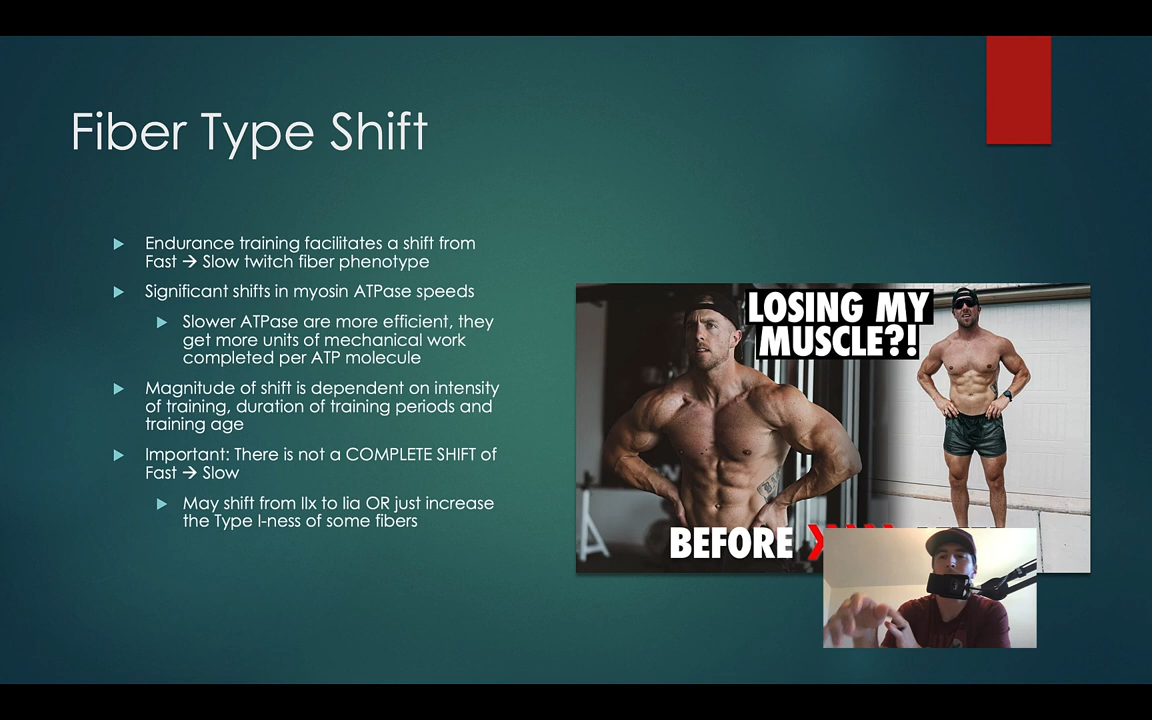 Fiber Type Shift
Endurance training facilitates a shift from
Fast → Slow twitch fiber phenotype
Significant shifts in myosin ATPase speeds
Slower ATPase are more efficient, they
get more units of mechanical work
completed per ATP molecule
Magnitude of shift is dependent on intensity
of training, duration of training periods and
training age
Important: There is not a COMPLETE SHIFT of
Fast → Slow
May shift from IIx to Iia OR just increase
the Type I-ness of some fibers
LOSING MY
MUSCLE?!
BEFORE